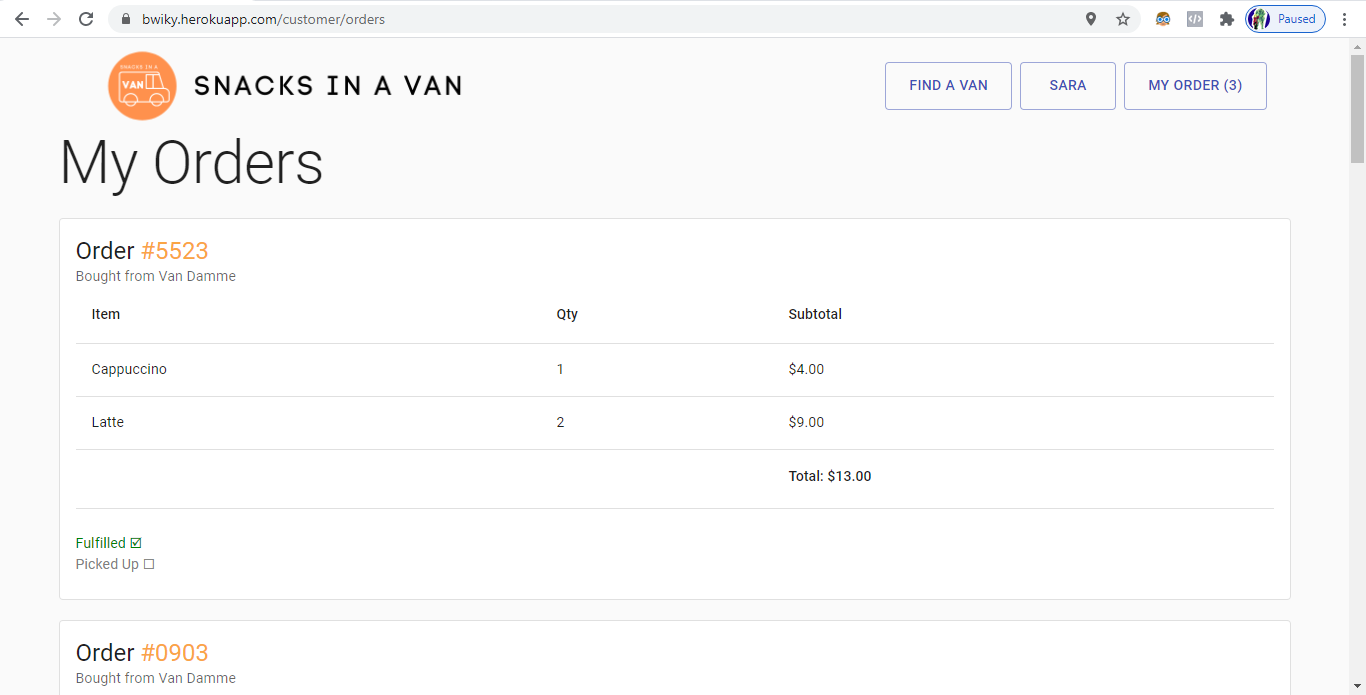 bwiky.herokuapp.com/customer/orders
Paused
SNACKS IN A
VAN
SNACKS IN A VAN
FIND A VAN
SARA
MY ORDER (3)
My Orders
Order #5523
Bought from Van Damme
Item Qty Subtotal
Cappuccino 1 $4.00
Latte 2 $9.00
Total: $13.00
Fulfilled ☑
Picked Up ☐
Order #0903
Bought from Van Damme